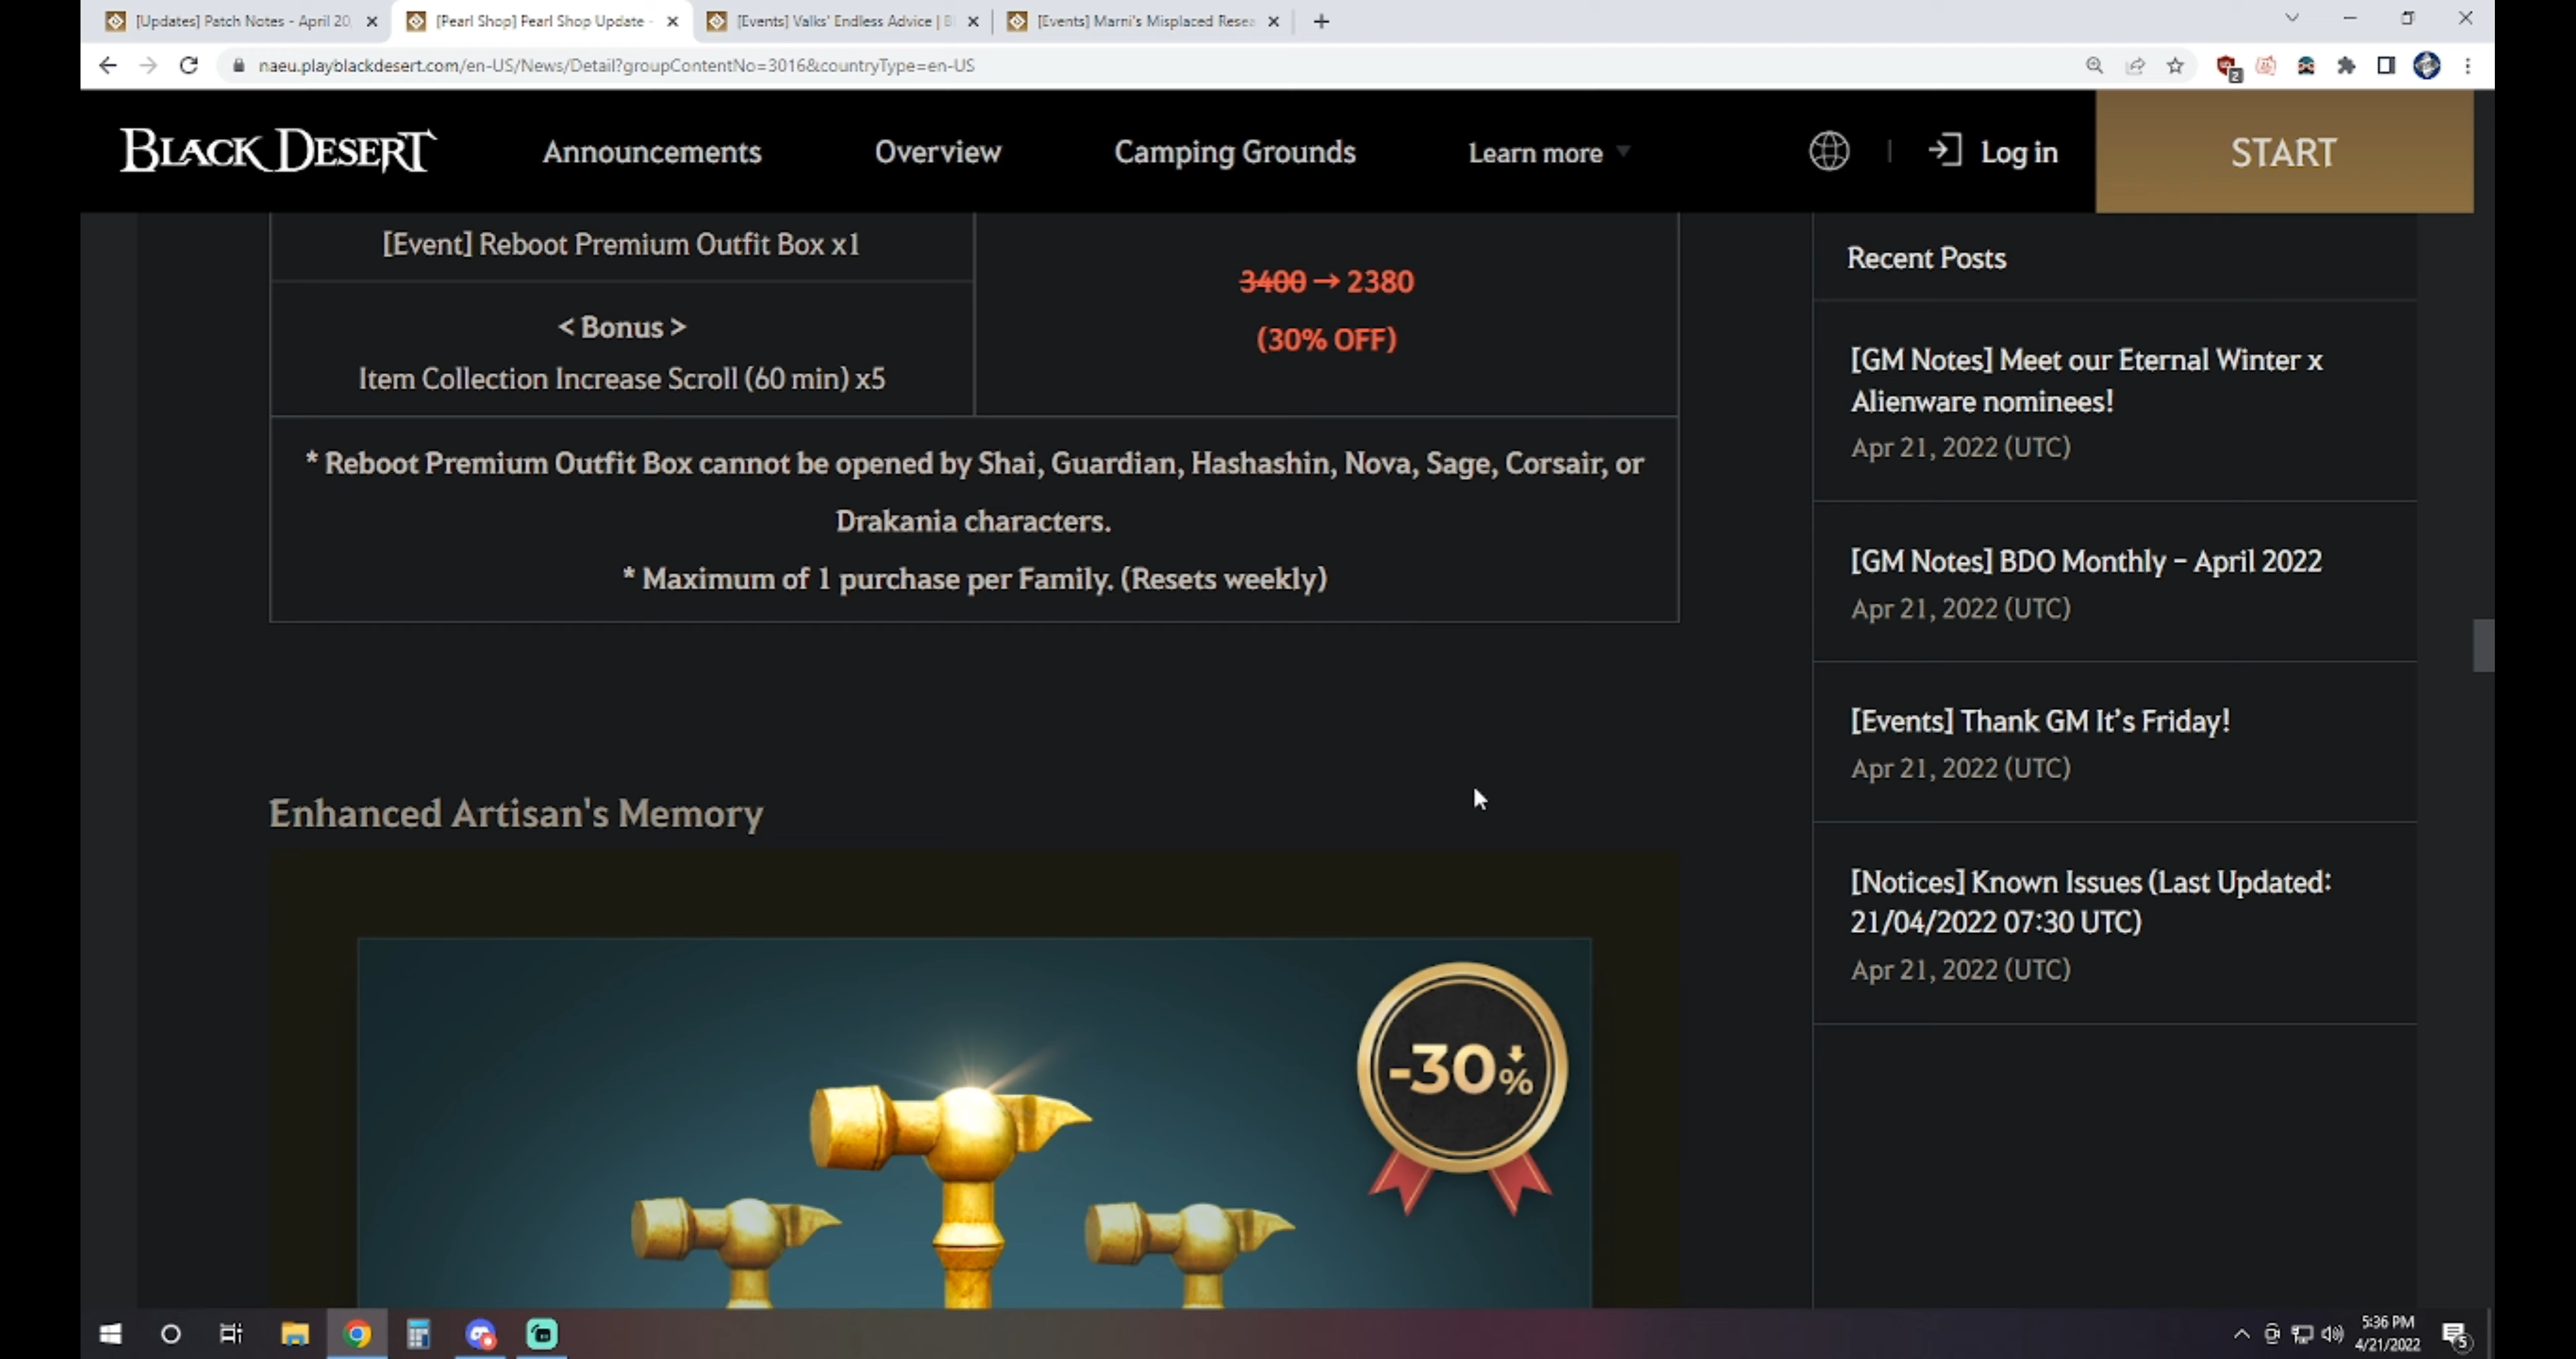 [Updates] Patch Notes - April 20,
[Pearl Shop] Pearl Shop Update -
[Events] Valks' Endless Advice | Bl
[Events] Marni's Misplaced Resea
naeu.playblackdesert.com/en-US/News/Detail?groupContentNo=3016&countryType=en-US
2
BLACK DESERT
Announcements
Overview
Camping Grounds
Learn more
Log in
START
[Event] Reboot Premium Outfit Box x1
< Bonus >
Item Collection Increase Scroll (60 min) x5
3400 → 2380
(30% OFF)
* Reboot Premium Outfit Box cannot be opened by Shai, Guardian, Hashashin, Nova, Sage, Corsair, or
Drakania characters.
* Maximum of 1 purchase per Family. (Resets weekly)
Enhanced Artisan's Memory
-30%
Recent Posts
[GM Notes] Meet our Eternal Winter x
Alienware nominees!
Apr 21, 2022 (UTC)
[GM Notes] BDO Monthly – April 2022
Apr 21, 2022 (UTC)
[Events] Thank GM It’s Friday!
Apr 21, 2022 (UTC)
[Notices] Known Issues (Last Updated:
21/04/2022 07:30 UTC)
Apr 21, 2022 (UTC)
5:36 PM
4/21/2022
5